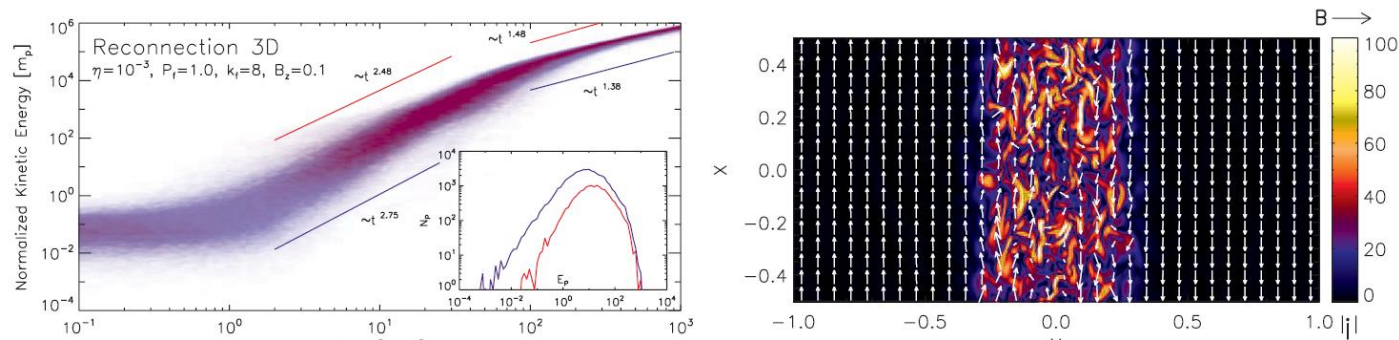 Reconnection 3D
η=10⁻³, P_f=1.0, k_f=8, B_z=0.1
Normalized Kinetic Energy [m_p]
10⁶
10⁴
10²
10⁰
10⁻²
10⁻⁴
~t^2.48
~t^1.48
~t^1.38
~t^2.75
10⁴
10³
10²
10¹
10⁰
N_p
E_p
10⁻⁴ 10⁻² 10⁰ 10² 10⁴
10⁻¹ 10⁰ 10¹ 10² 10³
B
X
0.4
0.2
0.0
-0.2
-0.4
-1.0 -0.5 0.0 0.5 1.0
100
80
60
40
20
0
|j|